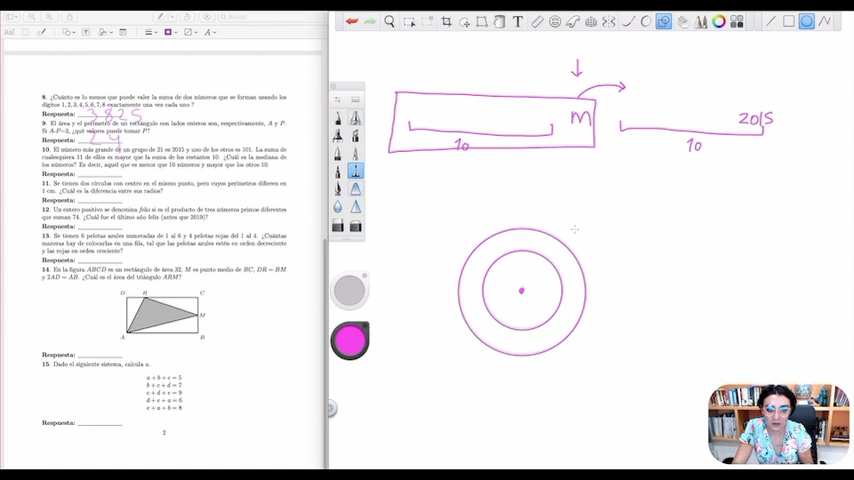 8. ¿Cuánto es lo menos que puede valer la suma de dos números que se forman usando los
dígitos 1, 2, 3, 4, 5, 6, 7, 8 exactamente una vez cada uno ?
Respuesta: 3825
9. El área y el perímetro de un rectángulo con lados enteros son, respectivamente, A y P.
Si A-P=3, ¿qué valores puede tomar P?
Respuesta: 24
10. El número más grande de un grupo de 21 es 2015 y uno de los otros es 101. La suma de
cualesquiera 11 de ellos es mayor que la suma de los restantes 10. ¿Cuál es la mediana de
los números? Es decir, aquel que es menor que 10 números y mayor que los otros 10.
Respuesta:
11. Se tienen dos círculos con centro en el mismo punto, pero cuyos perímetros difieren en
1 cm. ¿Cuál es la diferencia entre sus radios?
Respuesta:
12. Un entero positivo se denomina feliz si es el producto de tres números primos diferentes
que suman 74. ¿Cuál fue el último año feliz (antes que 2019)?
Respuesta:
13. Se tienen 6 pelotas azules numeradas de 1 al 6 y 4 pelotas rojas del 1 al 4. ¿Cuántas
maneras hay de colocarlas en una fila, tal que las pelotas azules estén en orden decreciente
y las rojas en orden creciente?
Respuesta:
14. En la figura ABCD es un rectángulo de área 32, M es punto medio de BC, DR = BM
y 2AD = AB. ¿Cuál es el área del triángulo ARM?
D R C
M
A B
Respuesta:
15. Dado el siguiente sistema, calcula a.
a + b + c = 5
b + c + d = 7
c + d + e = 9
d + e + a = 6
e + a + b = 8
Respuesta:
2
Buscar
T
m
10
2015
10